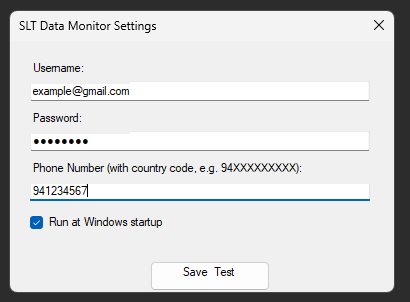 SLT Data Monitor Settings
Username:
example@gmail.com
Password:
●●●●●●●●
Phone Number (with country code, e.g. 94XXXXXXXXX):
941234567
Run at Windows startup
Save Test